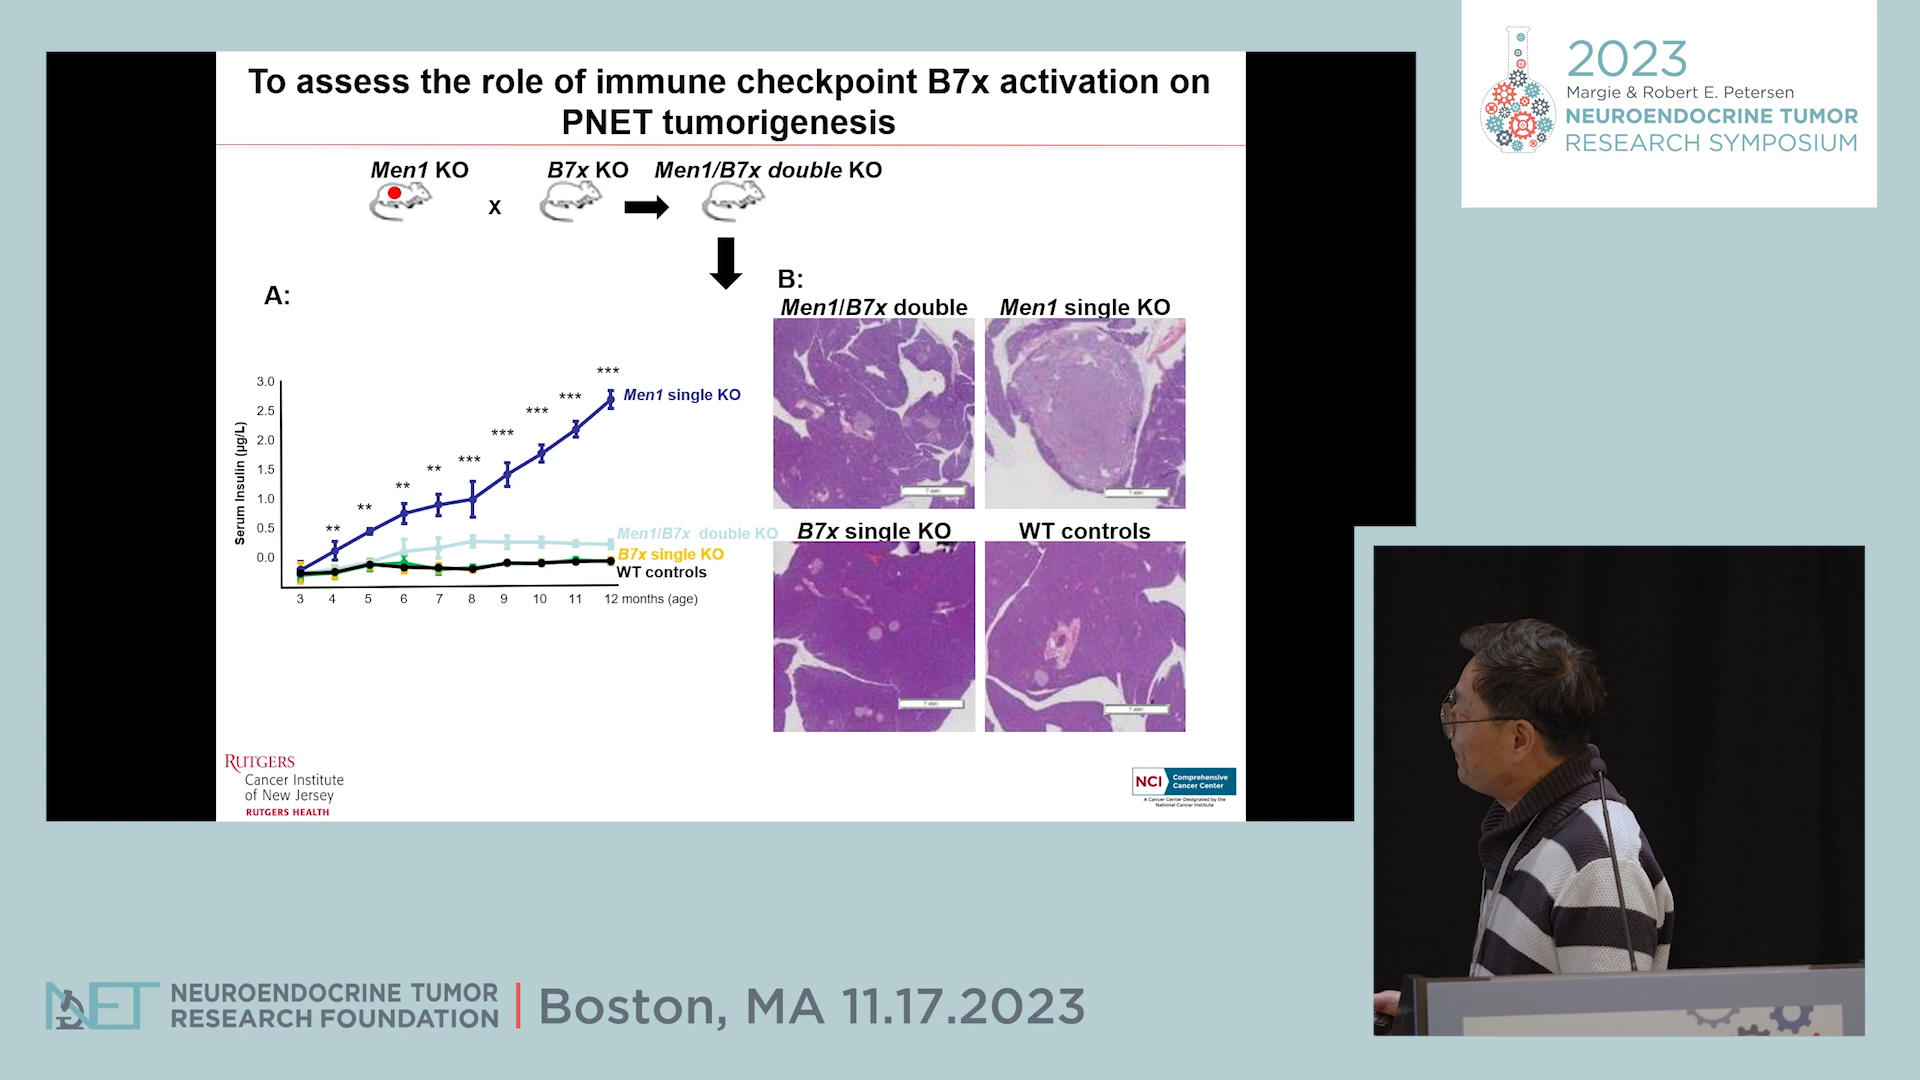 To assess the role of immune checkpoint B7x activation on
PNET tumorigenesis
Men1 KO
B7x KO
Men1/B7x double KO
X
A:
B:
Men1/B7x double
Men1 single KO
B7x single KO
WT controls
3.0
2.5
2.0
1.5
1.0
0.5
0.0
Serum Insulin (µg/L)
**
**
**
**
***
***
***
***
***
Men1 single KO
Men1/B7x double KO
B7x single KO
WT controls
3 4 5 6 7 8 9 10 11 12 months (age)
RUTGERS
Cancer Institute
of New Jersey
RUTGERS HEALTH
NCI
Comprehensive
Cancer Center
A Cancer Center Designated by the
National Cancer Institute
2023
Margie & Robert E. Petersen
NEUROENDOCRINE TUMOR
RESEARCH SYMPOSIUM
NET
NEUROENDOCRINE TUMOR
RESEARCH FOUNDATION
Boston, MA 11.17.2023